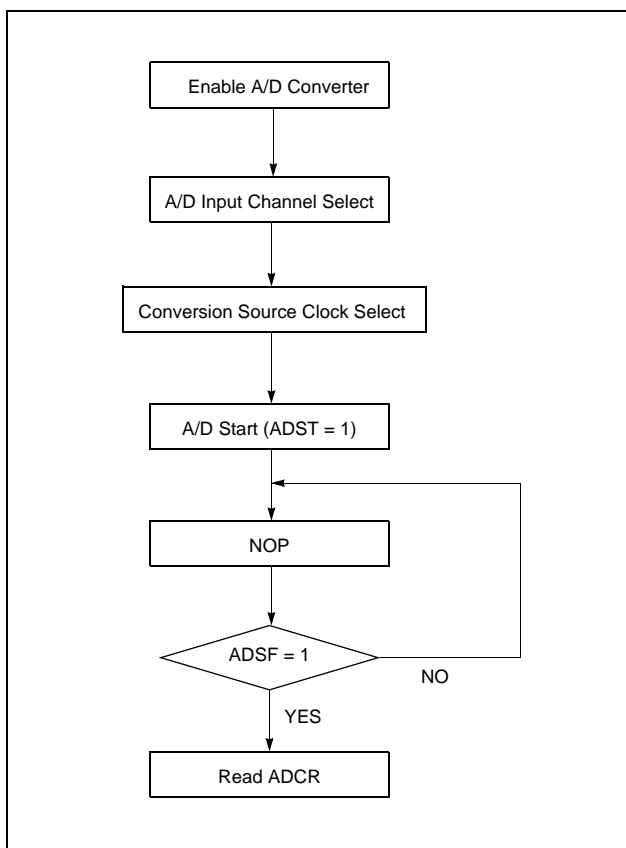 Enable A/D Converter
A/D Input Channel Select
Conversion Source Clock Select
A/D Start (ADST = 1)
NOP
ADSF = 1
NO
YES
Read ADCR